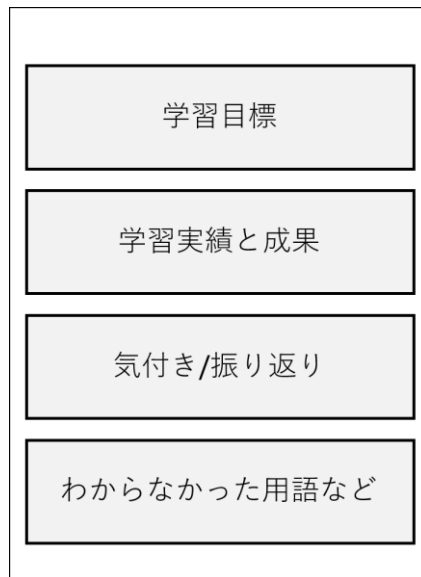 学習目標
学習実績と成果
気付き/振り返り
わからなかった用語など